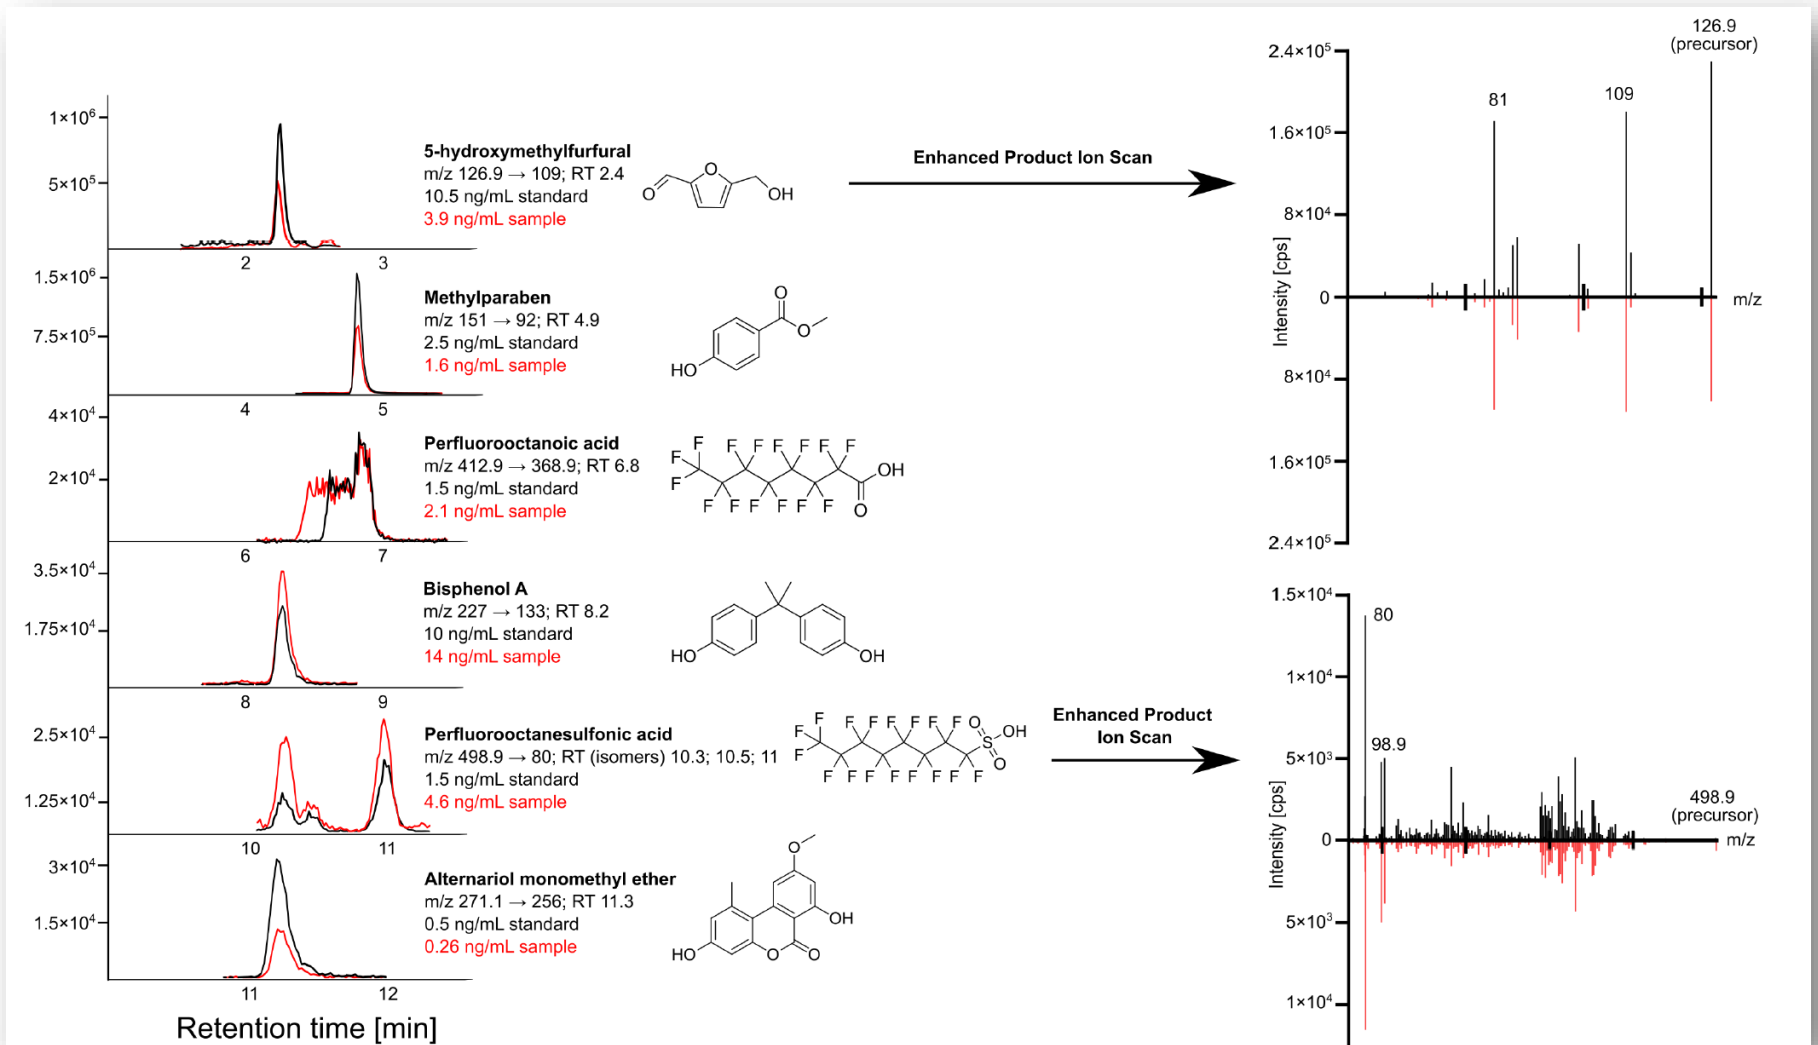 1×10⁶
5×10⁵
2
3
5-hydroxymethylfurfural
m/z 126.9 → 109; RT 2.4
10.5 ng/mL standard
3.9 ng/mL sample
O
O
OH
Enhanced Product Ion Scan
1.5×10⁶
7.5×10⁵
4
5
Methylparaben
m/z 151 → 92; RT 4.9
2.5 ng/mL standard
1.6 ng/mL sample
O
O
HO
4×10⁴
2×10⁴
6
7
Perfluorooctanoic acid
m/z 412.9 → 368.9; RT 6.8
1.5 ng/mL standard
2.1 ng/mL sample
F F F F F F F F
F OH
F
F F F F F F O
3.5×10⁴
1.75×10⁴
8
9
Bisphenol A
m/z 227 → 133; RT 8.2
10 ng/mL standard
14 ng/mL sample
HO
OH
2.5×10⁴
1.25×10⁴
10
11
Perfluorooctanesulfonic acid
m/z 498.9 → 80; RT (isomers) 10.3; 10.5; 11
1.5 ng/mL standard
4.6 ng/mL sample
F F F F F F F O
F OH
F S
O
F F F F F F F F
Enhanced Product
Ion Scan
3×10⁴
1.5×10⁴
11
12
Alternariol monomethyl ether
m/z 271.1 → 256; RT 11.3
0.5 ng/mL standard
0.26 ng/mL sample
O
OH
HO
O
O
Retention time [min]
126.9
(precursor)
2.4×10⁵
109
81
1.6×10⁵
8×10⁴
0
m/z
8×10⁴
1.6×10⁵
2.4×10⁵
Intensity [cps]
1.5×10⁴
80
1×10⁴
98.9
5×10³
498.9
(precursor)
0
m/z
5×10³
1×10⁴
Intensity [cps]